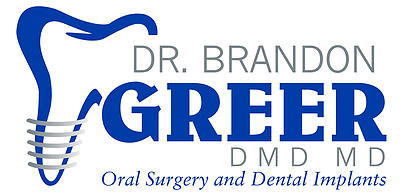 DR. BRANDON
GREER
DMD MD
Oral Surgery and Dental Implants